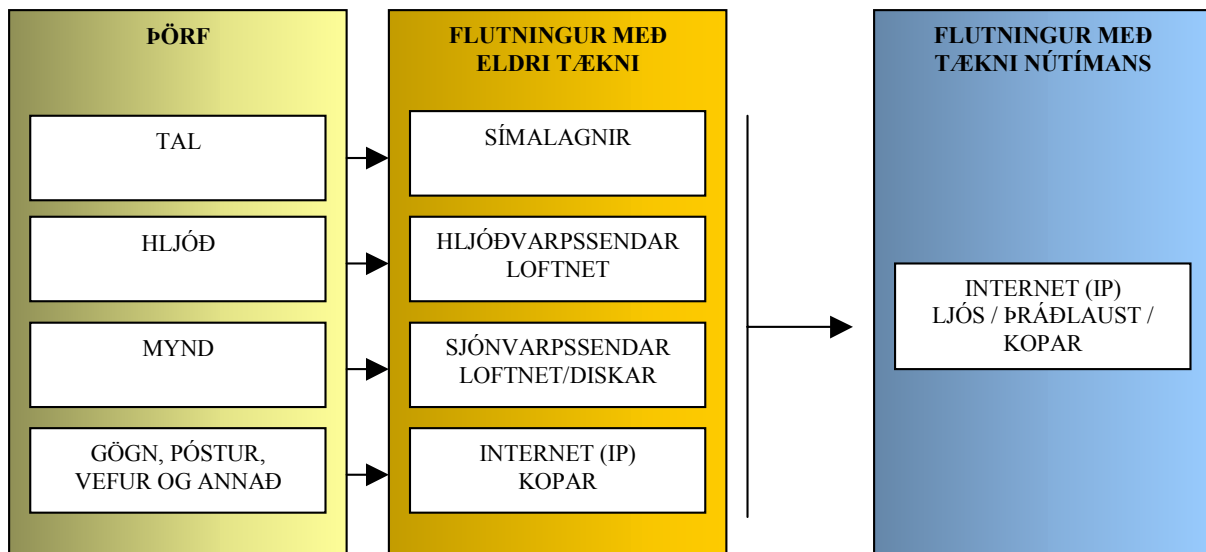 ÞÖRF
TAL
HLJÓÐ
MYND
GÖGN, PÓSTUR,
VEFUR OG ANNAÐ
FLUTNINGUR MEÐ
ELDRI TÆKNI
SÍMALAGNIR
HLJÓÐVARPSSENDAR
LOFTNET
SJÓNVARPSSENDAR
LOFTNET/DISKAR
INTERNET (IP)
KOPAR
FLUTNINGUR MEÐ
TÆKNI NÚTÍMANS
INTERNET (IP)
LJÓS / ÞRÁÐLAUST /
KOPAR